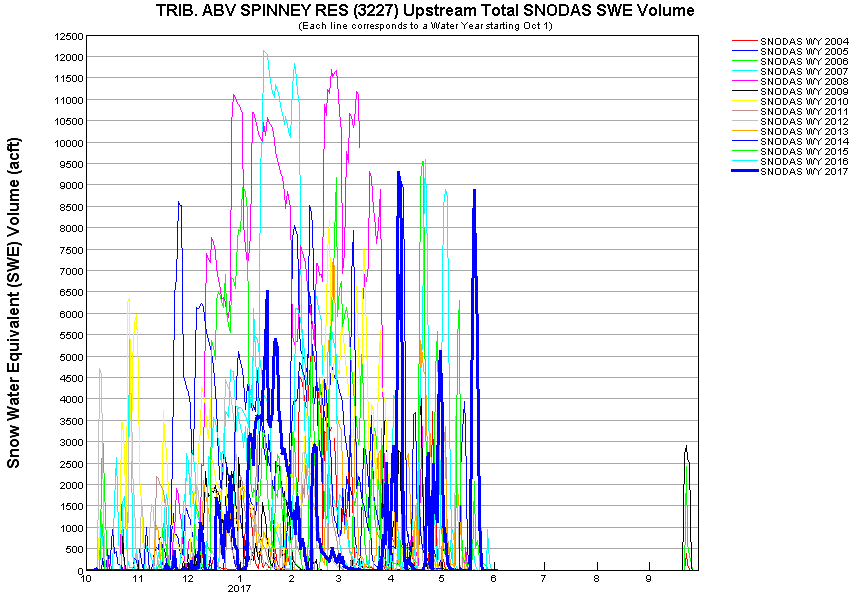 TRIB. ABV SPINNEY RES (3227) Upstream Total SNODAS SWE Volume
(Each line corresponds to a Water Year starting Oct 1)
Snow Water Equivalent (SWE) Volume (acft)
12500
12000
11500
11000
10500
10000
9500
9000
8500
8000
7500
7000
6500
6000
5500
5000
4500
4000
3500
3000
2500
2000
1500
1000
500
0
10 11 12 1 2 3 4 5 6 7 8 9
2017
SNODAS WY 2004
SNODAS WY 2005
SNODAS WY 2006
SNODAS WY 2007
SNODAS WY 2008
SNODAS WY 2009
SNODAS WY 2010
SNODAS WY 2011
SNODAS WY 2012
SNODAS WY 2013
SNODAS WY 2014
SNODAS WY 2015
SNODAS WY 2016
SNODAS WY 2017